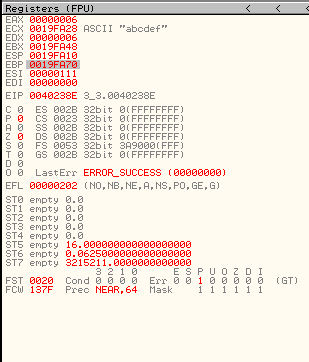 Registers (FPU) < < <
EAX 00000006
ECX 0019FA28 ASCII "abcdef"
EDX 00000006
EBX 0019FA48
ESP 0019FA10
EBP 0019FA70
ESI 00000111
EDI 00000000
EIP 0040238E 3_3.0040238E
C 0 ES 002B 32bit 0(FFFFFFFF)
P 0 CS 0023 32bit 0(FFFFFFFF)
A 0 SS 002B 32bit 0(FFFFFFFF)
Z 0 DS 002B 32bit 0(FFFFFFFF)
S 0 FS 0053 32bit 3A9000(FFF)
T 0 GS 002B 32bit 0(FFFFFFFF)
D 0
O 0 LastErr ERROR_SUCCESS (00000000)
EFL 00000202 (NO,NB,NE,A,NS,PO,GE,G)
ST0 empty 0.0
ST1 empty 0.0
ST2 empty 0.0
ST3 empty 0.0
ST4 empty 0.0
ST5 empty 16.000000000000000000
ST6 empty 0.0625000000000000000
ST7 empty 3215211.0000000000000
3 2 1 0 E S P U O Z D I
FST 0020 Cond 0 0 0 0 Err 0 0 1 0 0 0 0 0 (GT)
FCW 137F Prec NEAR,64 Mask 1 1 1 1 1 1